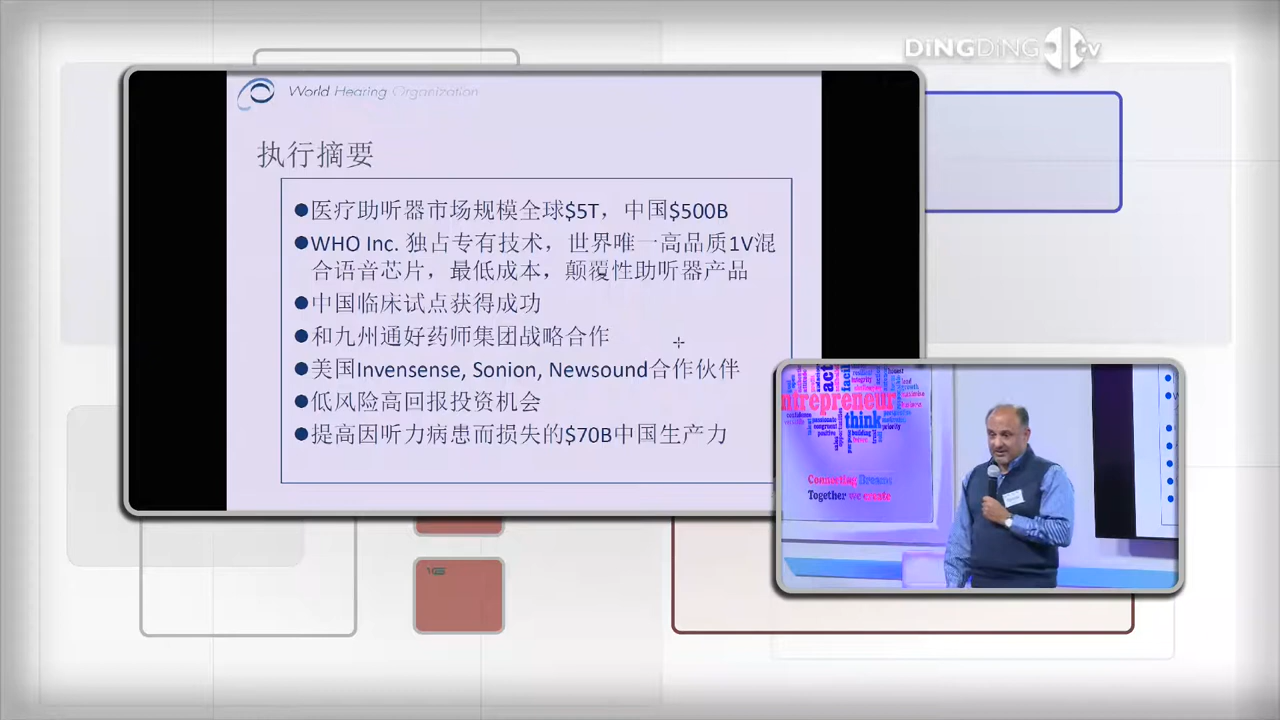 DiNGDiNG tv
World Hearing Organization
执行摘要
●医疗助听器市场规模全球$5T，中国$500B
●WHO Inc. 独占专有技术，世界唯一高品质1V混
合语音芯片，最低成本，颠覆性助听器产品
●中国临床试点获得成功
●和九州通好药师集团战略合作
●美国Invensense, Sonion, Newsound合作伙伴
●低风险高回报投资机会
●提高因听力病患而损失的$70B中国生产力
act
ntrepreneur
think
Together we create